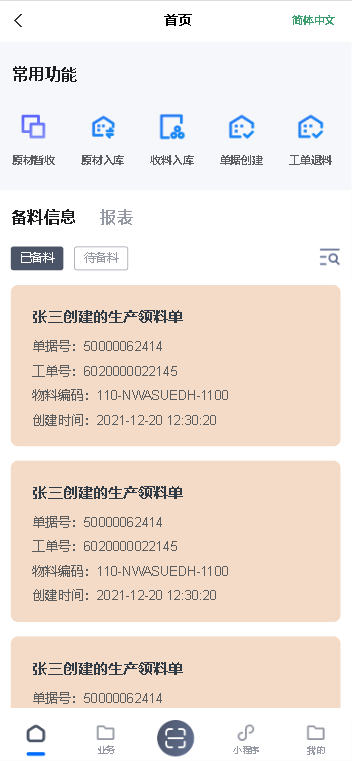 首页
简体中文
常用功能
原材暂收
原材入库
收料入库
单据创建
工单退料
备料信息
报表
已备料
待备料
张三创建的生产领料单
单据号：50000062414
工单号：6020000022145
物料编码：110-NWASUEDH-1100
创建时间：2021-12-20 12:30:20
张三创建的生产领料单
单据号：50000062414
工单号：6020000022145
物料编码：110-NWASUEDH-1100
创建时间：2021-12-20 12:30:20
张三创建的生产领料单
单据号：50000062414
业务
小程序
我的